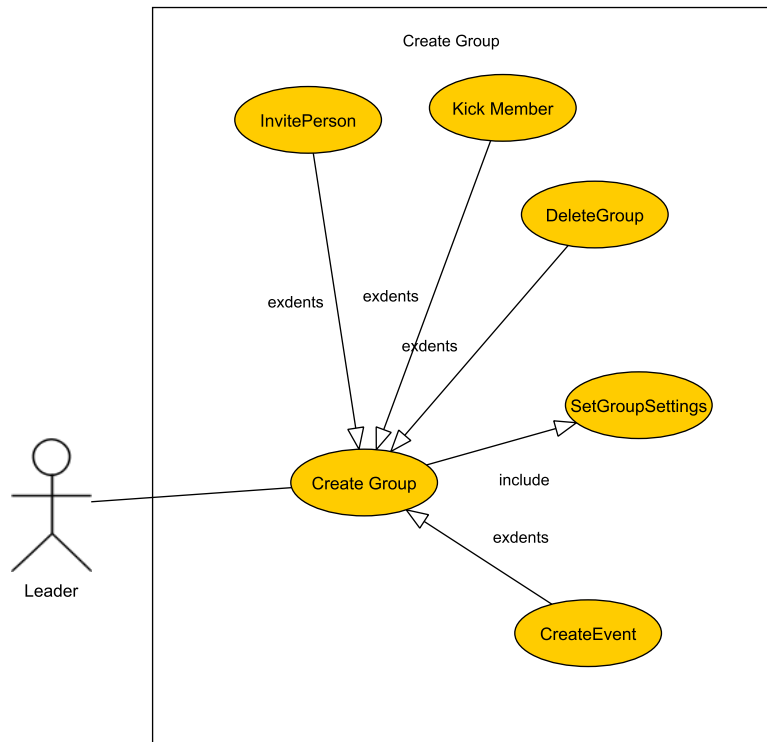 Create Group
InvitePerson
Kick Member
DeleteGroup
exdents
exdents
exdents
SetGroupSettings
include
Create Group
exdents
Leader
CreateEvent